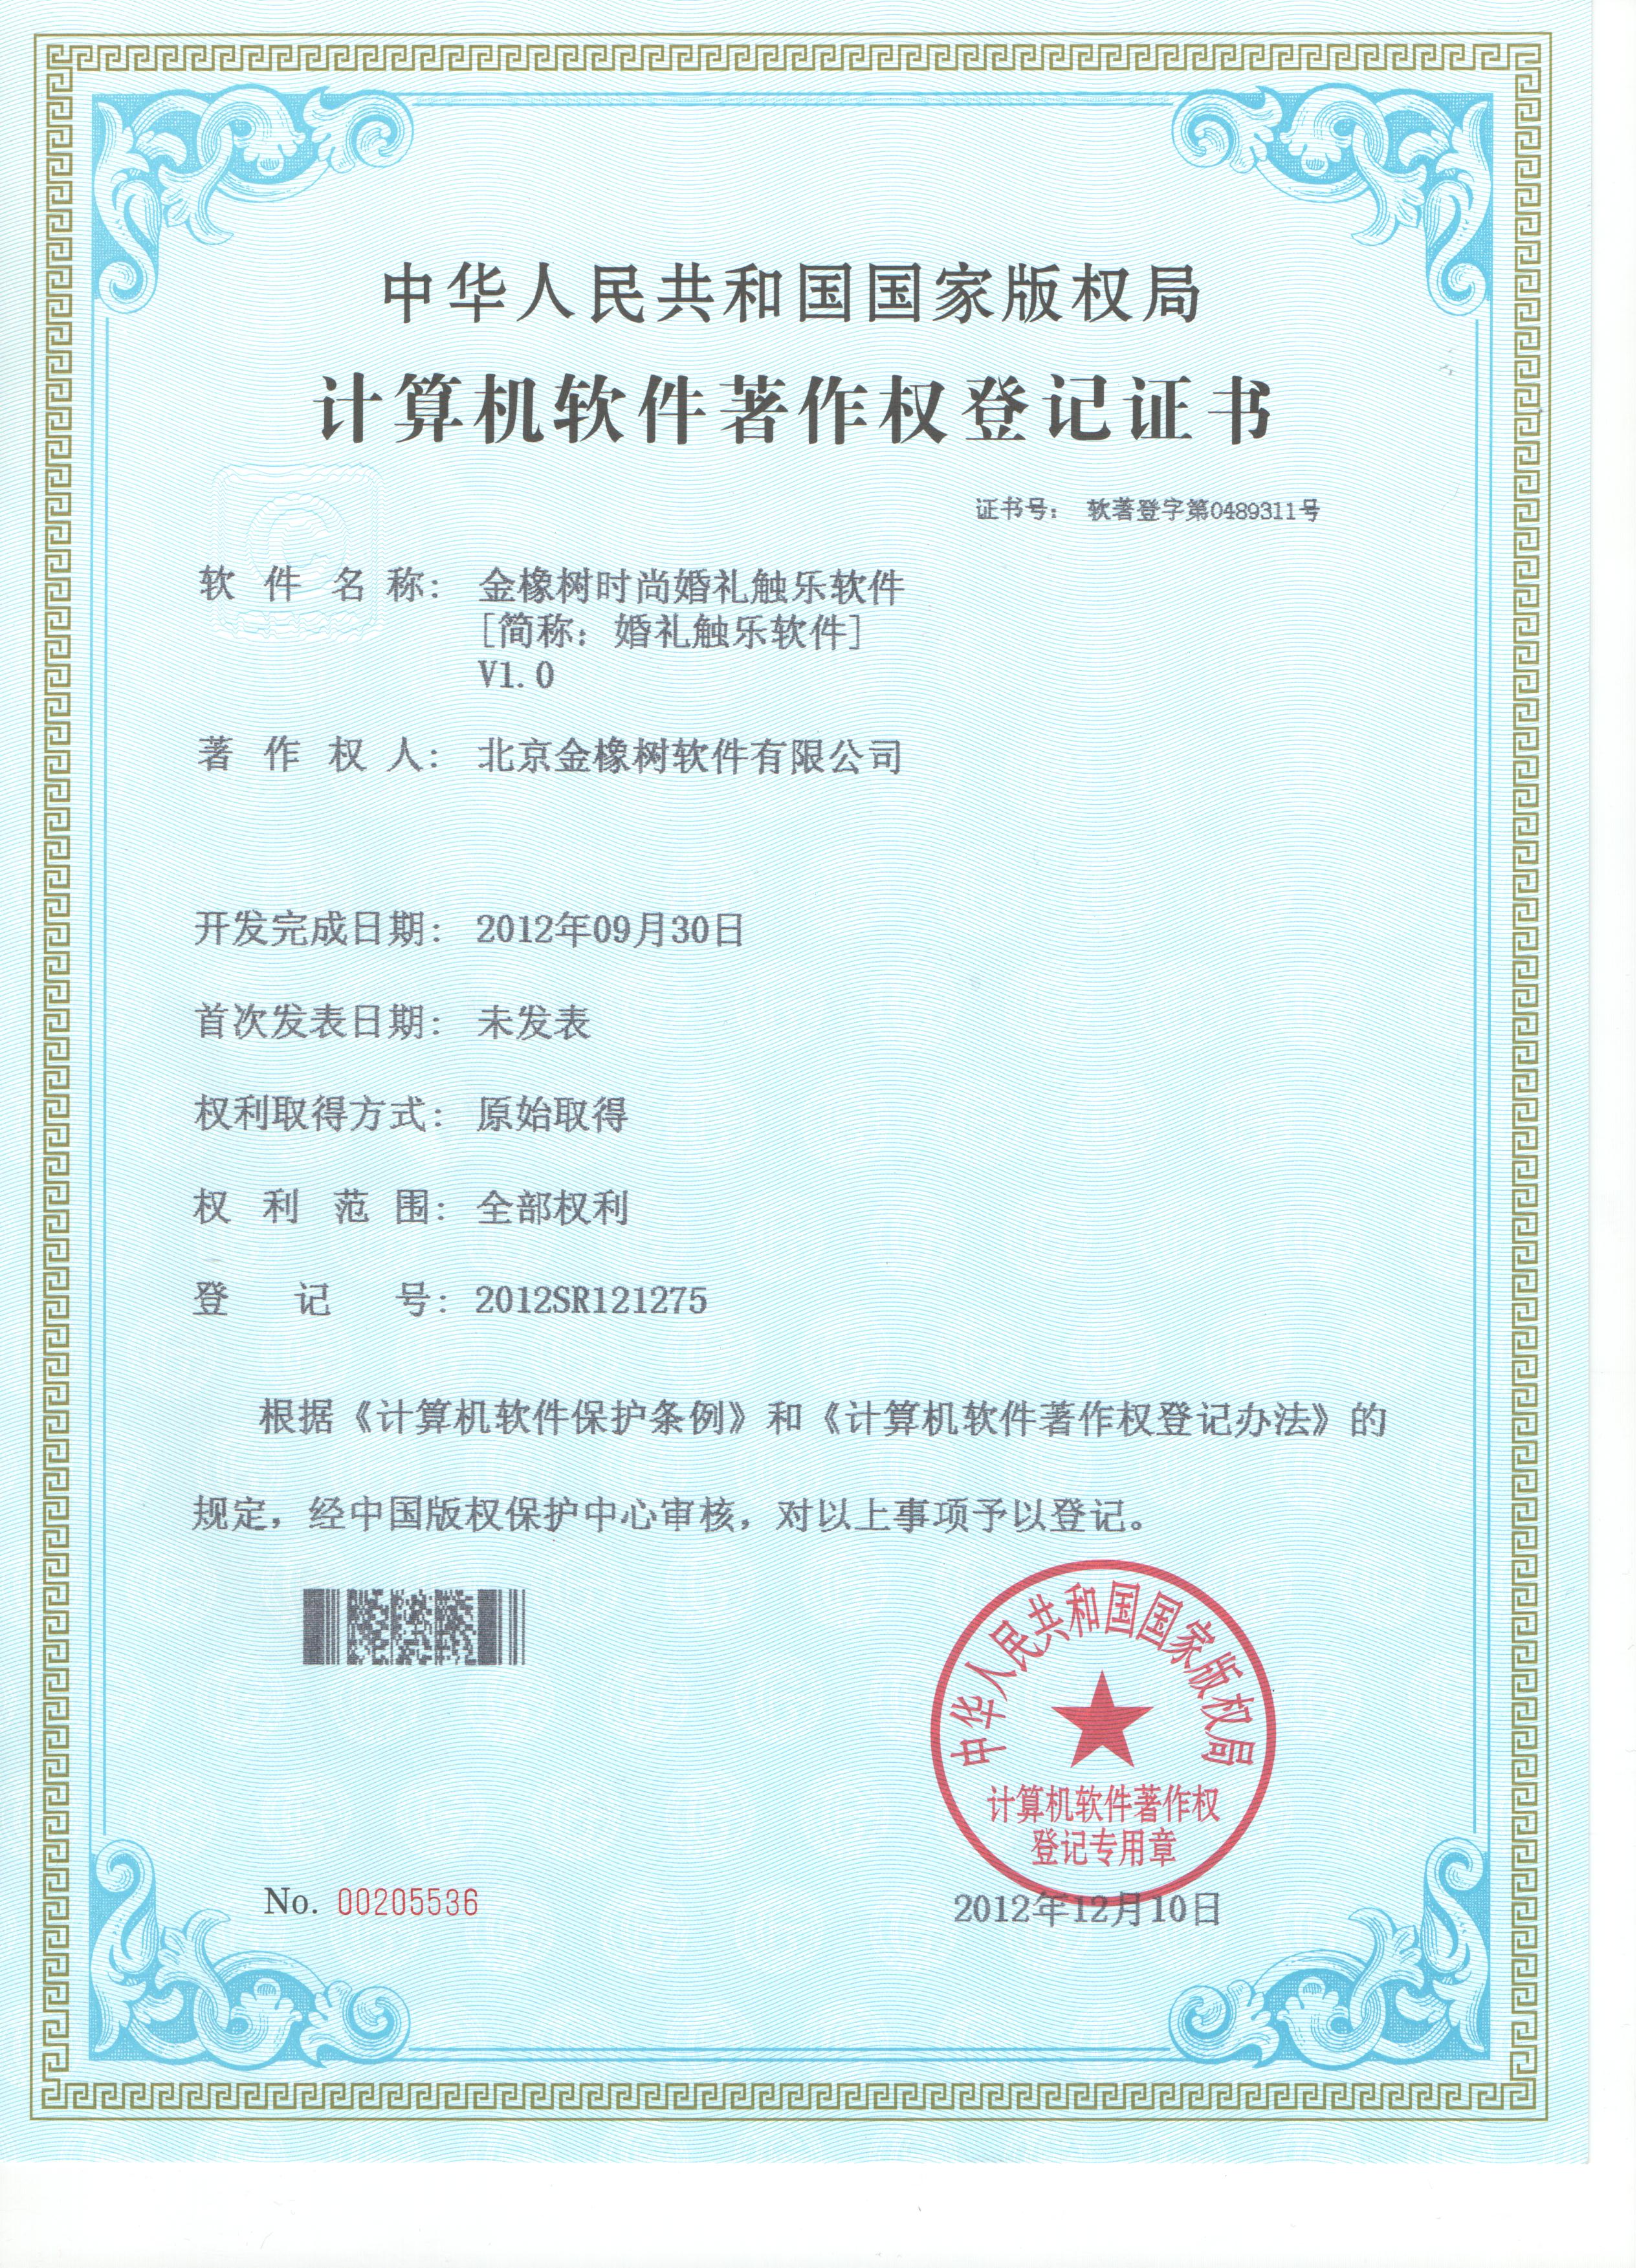 中华人民共和国国家版权局
计算机软件著作权登记证书
证书号： 软著登字第0489311号
软件名称： 金橡树时尚婚礼触乐软件
[简称：婚礼触乐软件]
V1.0
著作权人： 北京金橡树软件有限公司
开发完成日期： 2012年09月30日
首次发表日期： 未发表
权利取得方式： 原始取得
权利范围： 全部权利
登记号： 2012SR121275
根据《计算机软件保护条例》和《计算机软件著作权登记办法》的
规定，经中国版权保护中心审核，对以上事项予以登记。
中华人民共和国国家版权局
计算机软件著作权
登记专用章
No. 00205536
2012年12月10日